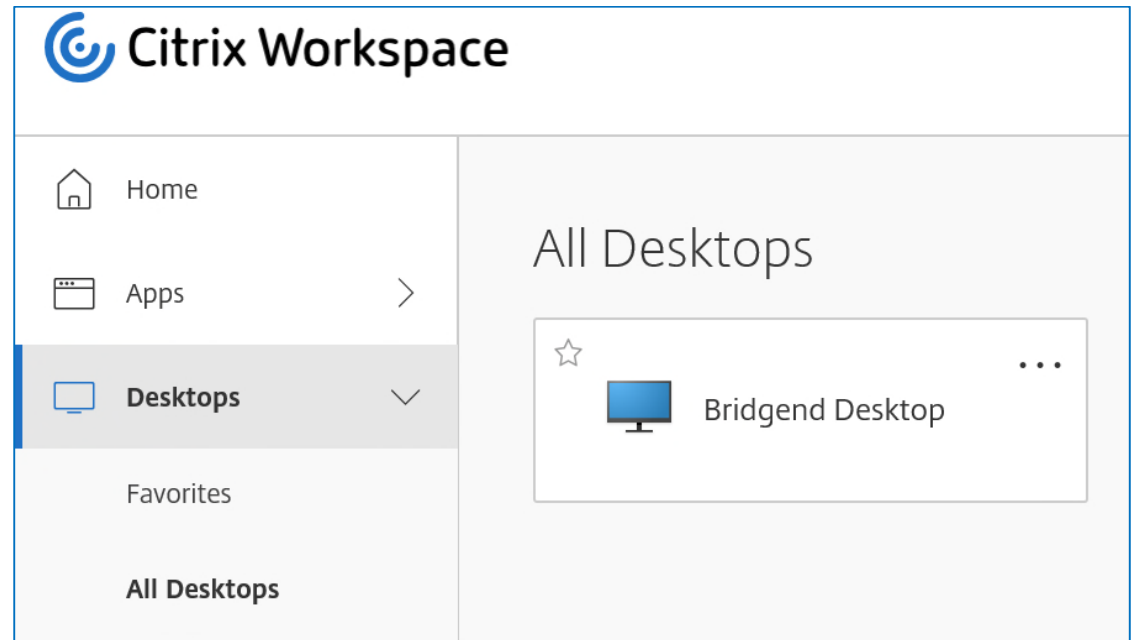 Citrix Workspace
Home
Apps
Desktops
Favorites
All Desktops
All Desktops
Bridgend Desktop